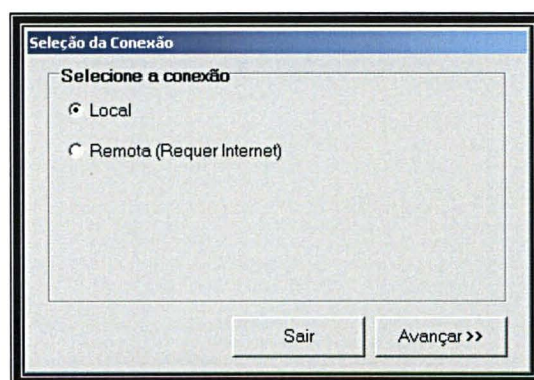 Seleção da Conexão
Selecione a conexão
Local
Remota (Requer Internet)
Sair
Avançar >>